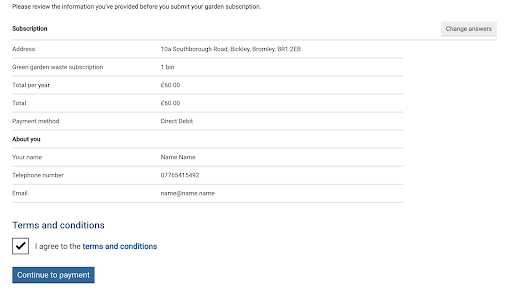 Please review the information you've provided before you submit your garden subscription.
Subscription
Change answers
Address 10a Southborough Road, Bickley, Bromley, BR1 2EB
Green garden waste subscription 1 bin
Total per year £60.00
Total £60.00
Payment method Direct Debit
About you
Your name Name Name
Telephone number 07765415492
Email name@name.name
Terms and conditions
I agree to the terms and conditions
Continue to payment